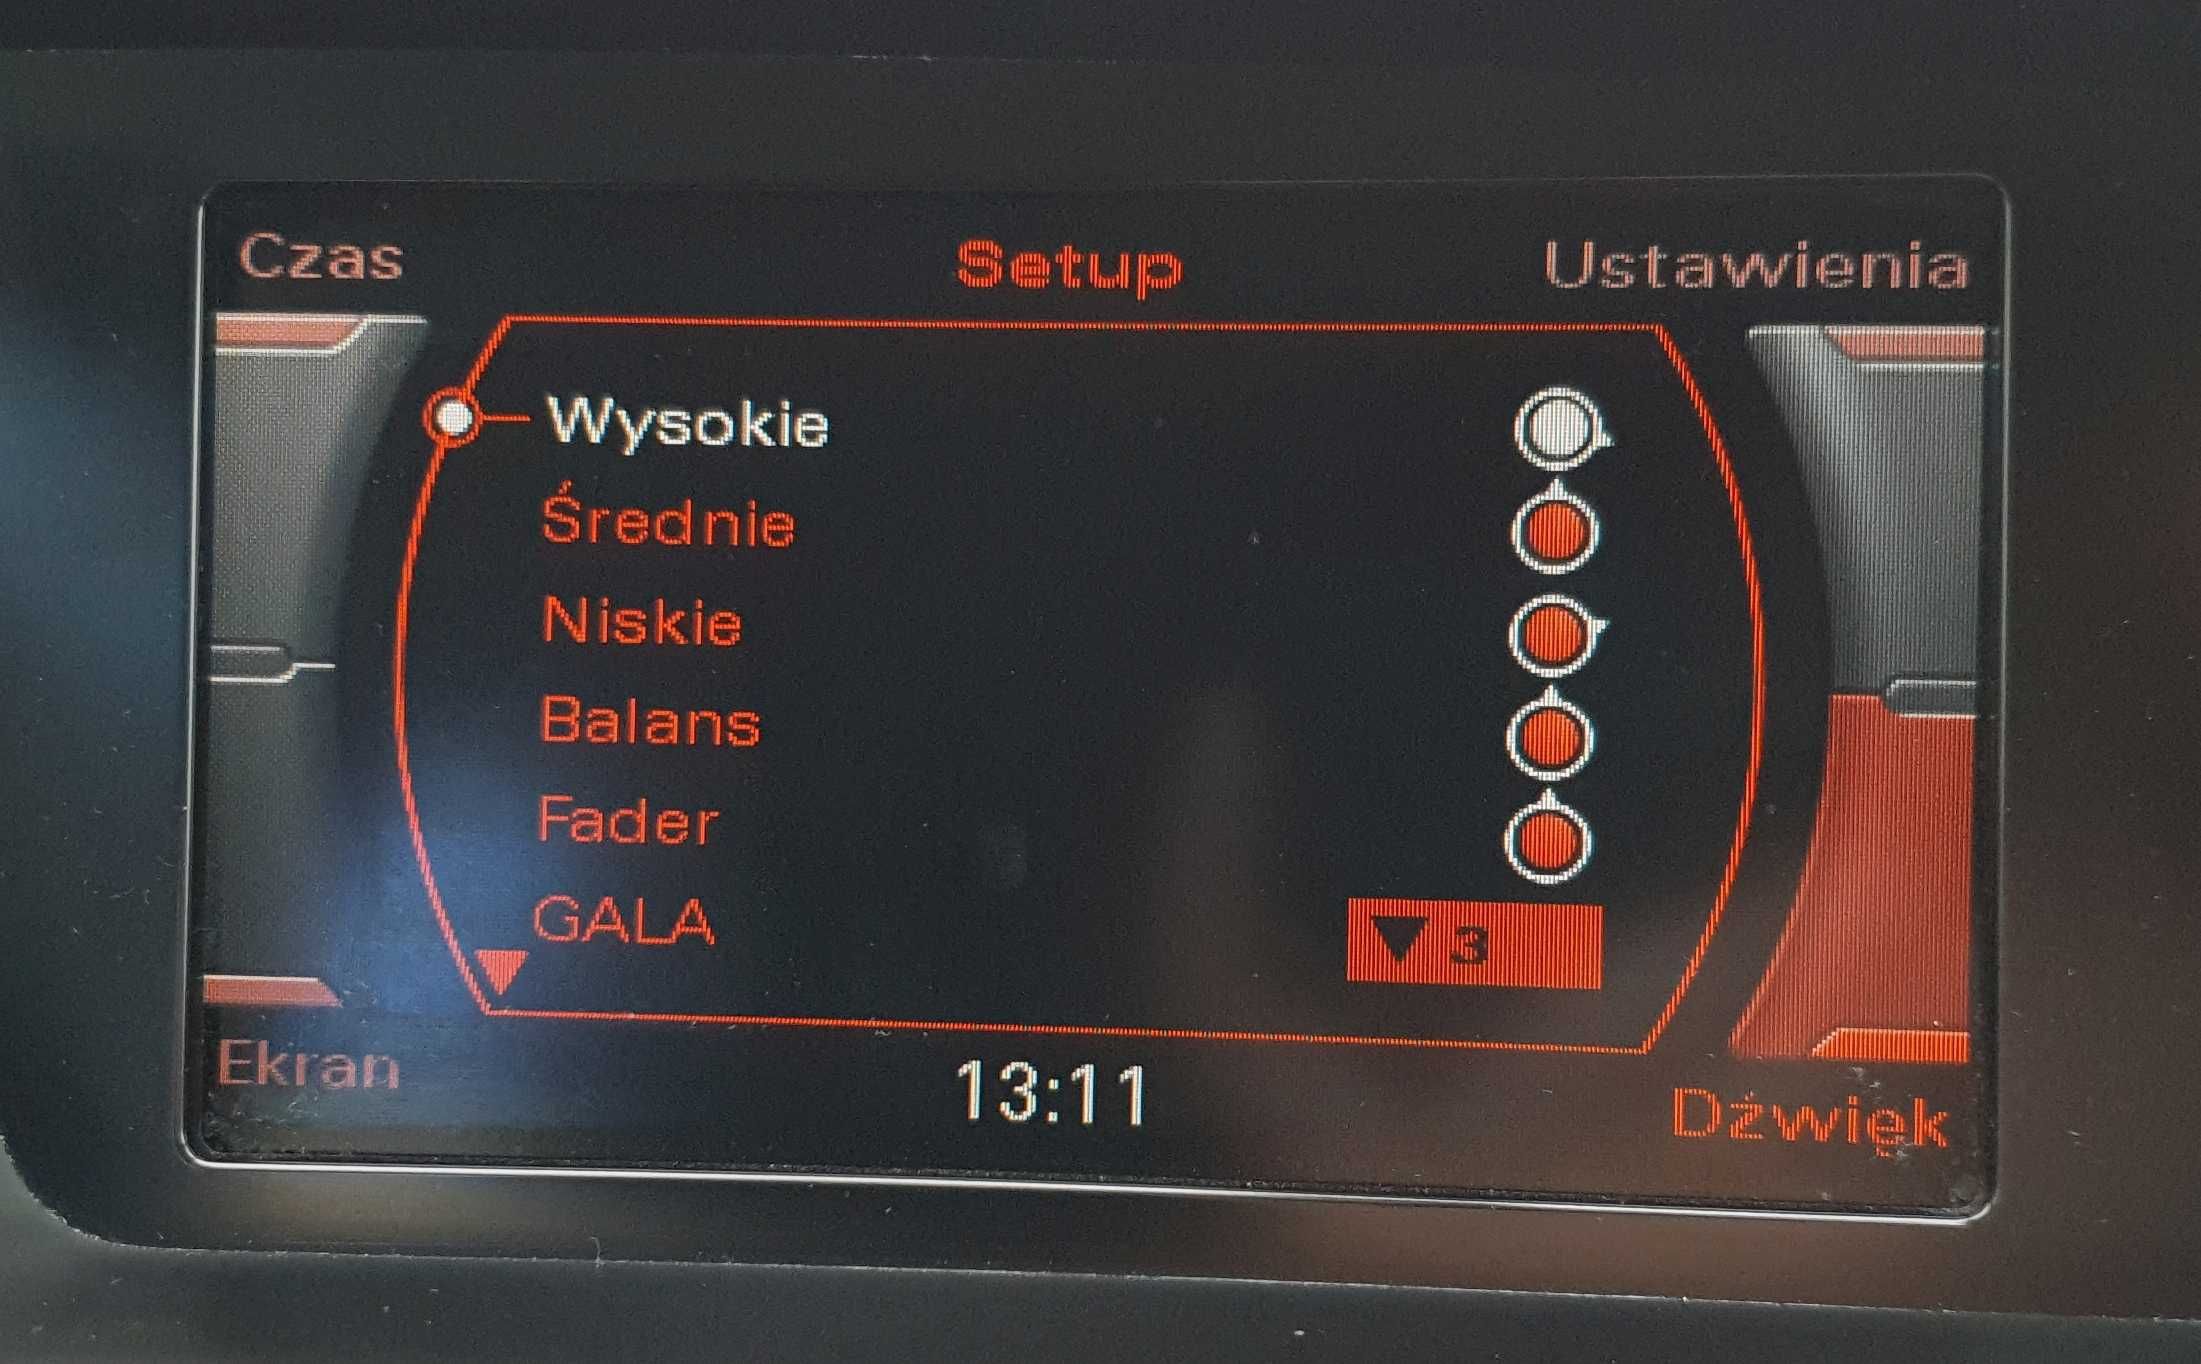 Czas
Setup
Ustawienia
Wysokie
Średnie
Niskie
Balans
Fader
GALA
3
Ekran
13:11
Dźwięk